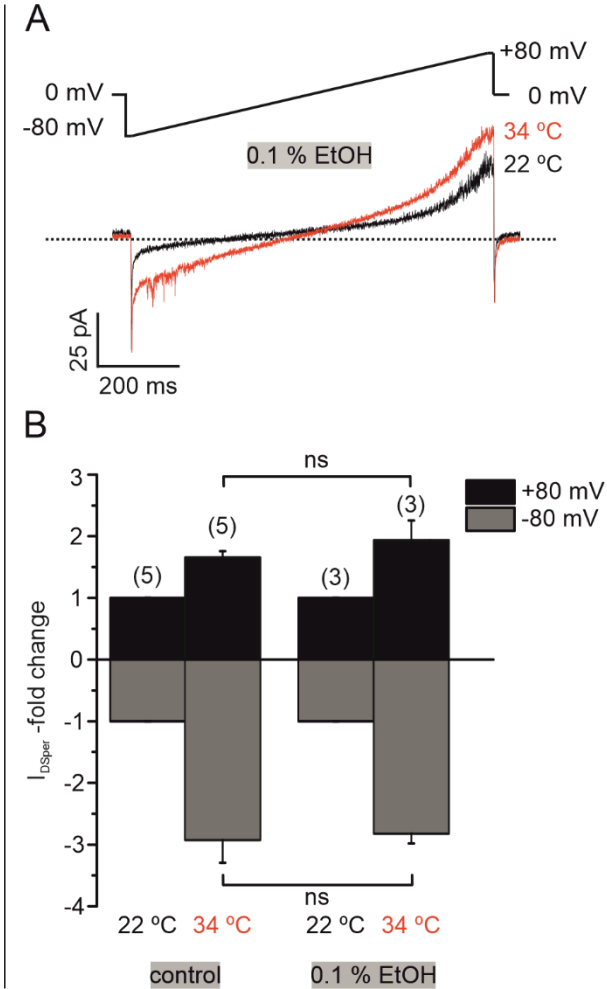 A
+80 mV
0 mV
0 mV
-80 mV
34 ºC
0.1 % EtOH
22 ºC
25 pA
200 ms
B
ns
+80 mV
-80 mV
3
2
1
0
-1
-2
-3
-4
I_DSper -fold change
(5)
(5)
(3)
(3)
ns
22 ºC 34 ºC 22 ºC 34 ºC
control 0.1 % EtOH